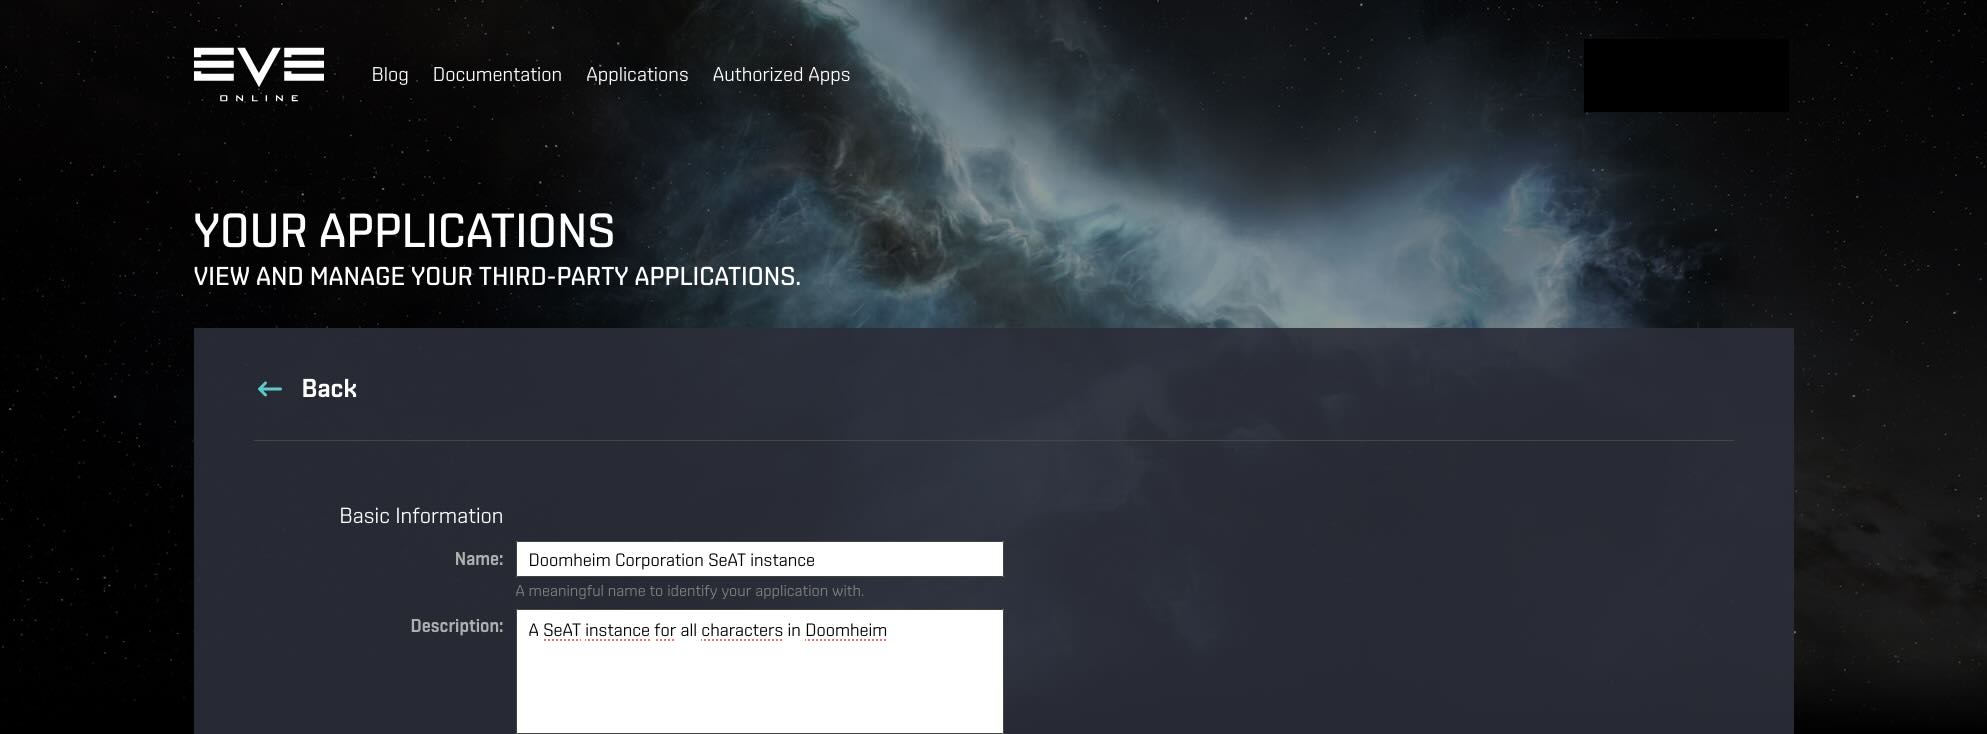 EVE
ONLINE
Blog Documentation Applications Authorized Apps
YOUR APPLICATIONS
VIEW AND MANAGE YOUR THIRD-PARTY APPLICATIONS.
← Back
Basic Information
Name: Doomheim Corporation SeAT instance
A meaningful name to identify your application with.
Description: A SeAT instance for all characters in Doomheim